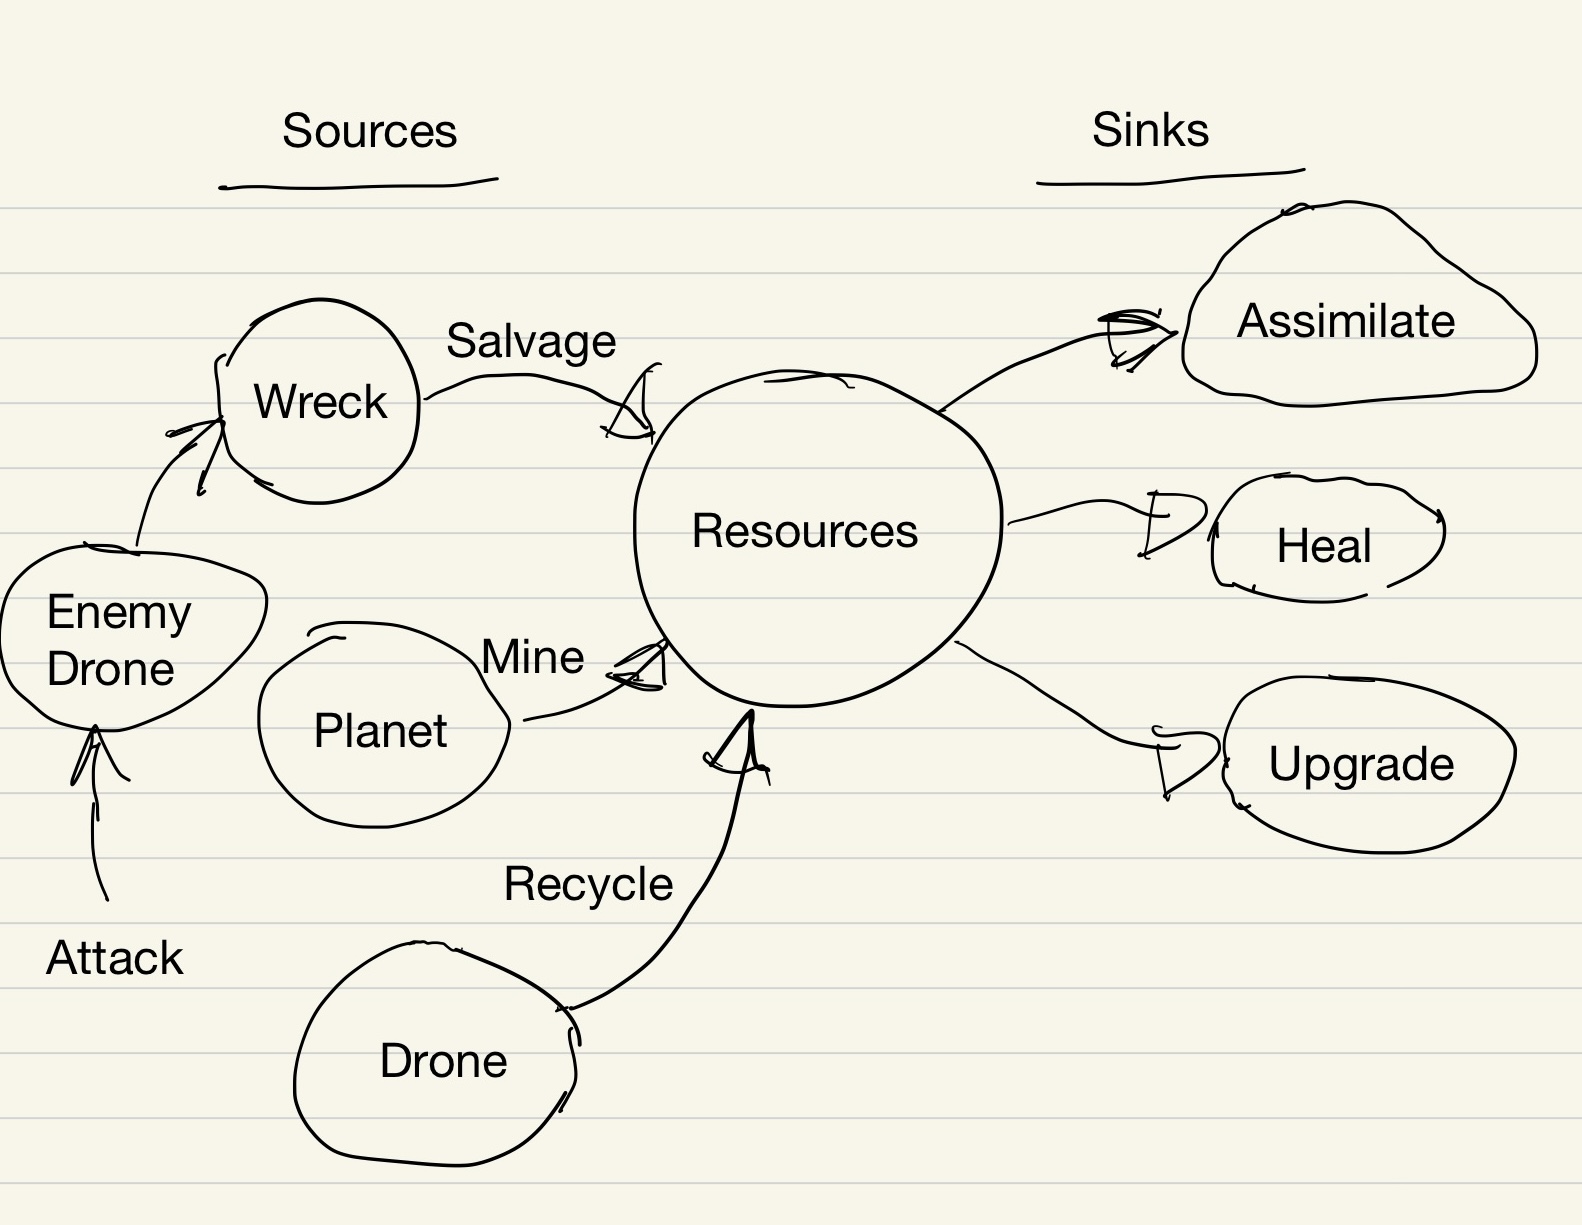 Sources
Sinks
Assimilate
Salvage
Wreck
Resources
Heal
Enemy
Drone
Mine
Planet
Upgrade
Recycle
Attack
Drone